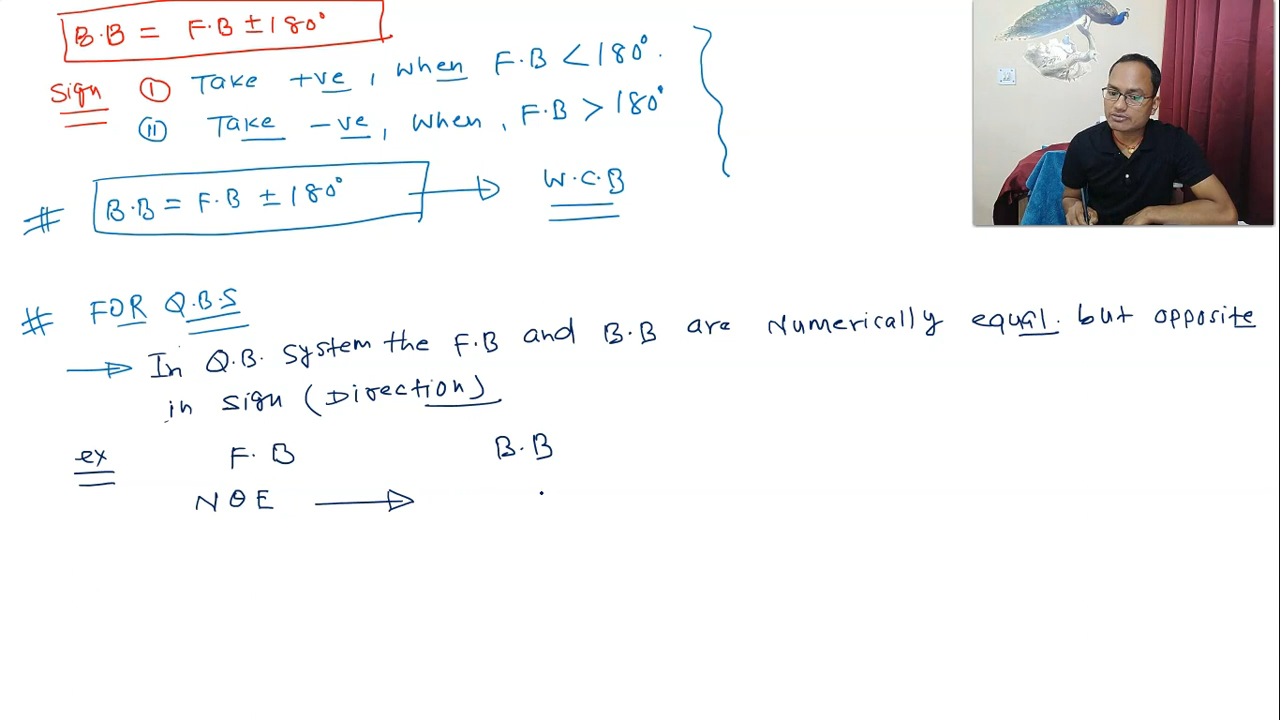 B.B = F.B ± 180°
Sign (I) Take +ve, when F.B < 180°.
(II) Take -ve, when, F.B > 180°
# B.B = F.B ± 180° → W.C.B
# FOR Q.B.S
→ In Q.B. System the F.B and B.B are Numerically equal. but opposite
in sign (Direction)
ex F.B B.B
N θ E →